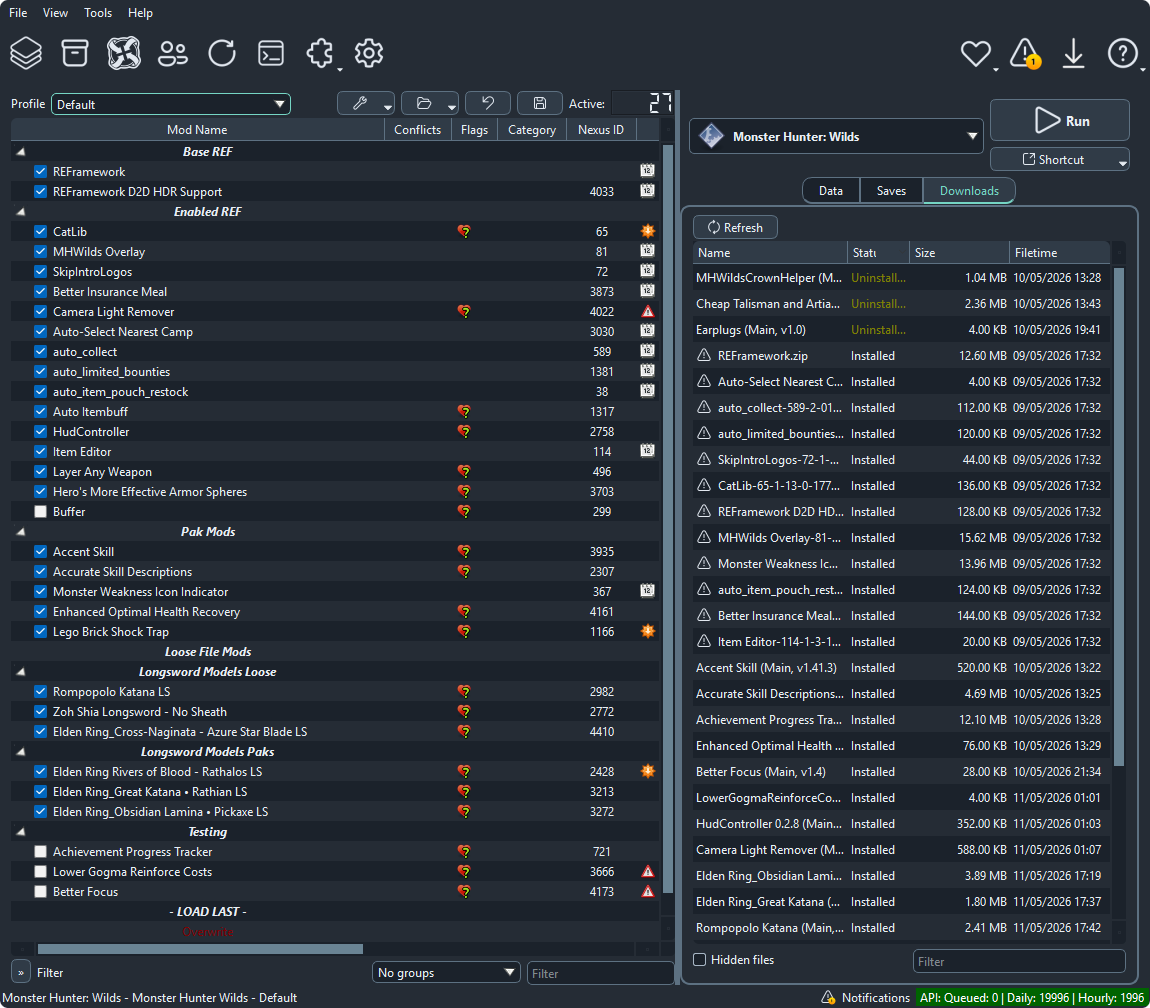 File View Tools Help
Profile Default Active: 27
Mod Name Conflicts Flags Category Nexus ID
Base REF
REFramework
REFramework D2D HDR Support 4033
Enabled REF
CatLib 65
MHWilds Overlay 81
SkipIntroLogos 72
Better Insurance Meal 3873
Camera Light Remover 4022
Auto-Select Nearest Camp 3030
auto_collect 589
auto_limited_bounties 1381
auto_item_pouch_restock 38
Auto Itembuff 1317
HudController 2758
Item Editor 114
Layer Any Weapon 496
Hero's More Effective Armor Spheres 3703
Buffer 299
Pak Mods
Accent Skill 3935
Accurate Skill Descriptions 2307
Monster Weakness Icon Indicator 367
Enhanced Optimal Health Recovery 4161
Lego Brick Shock Trap 1166
Loose File Mods
Longsword Models Loose
Rompopolo Katana LS 2982
Zoh Shia Longsword - No Sheath 2772
Elden Ring_Cross-Naginata - Azure Star Blade LS 4410
Longsword Models Paks
Elden Ring Rivers of Blood - Rathalos LS 2428
Elden Ring_Great Katana • Rathian LS 3213
Elden Ring_Obsidian Lamina • Pickaxe LS 3272
Testing
Achievement Progress Tracker 721
Lower Gogma Reinforce Costs 3666
Better Focus 4173
- LOAD LAST -
Overwrite
» Filter No groups Filter
Monster Hunter: Wilds
Run
Shortcut
Data Saves Downloads
Refresh
Name Statu Size Filetime
MHWildsCrownHelper (M... Uninstall... 1.04 MB 10/05/2026 13:28
Cheap Talisman and Artia... Uninstall... 2.36 MB 10/05/2026 13:43
Earplugs (Main, v1.0) Uninstall... 4.00 KB 10/05/2026 19:41
REFramework.zip Installed 12.60 MB 09/05/2026 17:32
Auto-Select Nearest C... Installed 4.00 KB 09/05/2026 17:32
auto_collect-589-2-01... Installed 112.00 KB 09/05/2026 17:32
auto_limited_bounties... Installed 120.00 KB 09/05/2026 17:32
SkipIntroLogos-72-1-... Installed 44.00 KB 09/05/2026 17:32
CatLib-65-1-13-0-177... Installed 136.00 KB 09/05/2026 17:32
REFramework D2D HD... Installed 128.00 KB 09/05/2026 17:32
MHWilds Overlay-81-... Installed 15.62 MB 09/05/2026 17:32
Monster Weakness Ic... Installed 13.96 MB 09/05/2026 17:32
auto_item_pouch_rest... Installed 124.00 KB 09/05/2026 17:32
Better Insurance Meal... Installed 144.00 KB 09/05/2026 17:32
Item Editor-114-1-3-1... Installed 20.00 KB 09/05/2026 17:32
Accent Skill (Main, v1.41.3) Installed 520.00 KB 10/05/2026 13:22
Accurate Skill Descriptions... Installed 4.69 MB 10/05/2026 13:25
Achievement Progress Tra... Installed 12.10 MB 10/05/2026 13:28
Enhanced Optimal Health ... Installed 76.00 KB 10/05/2026 13:29
Better Focus (Main, v1.4) Installed 28.00 KB 10/05/2026 21:34
LowerGogmaReinforceCo... Installed 4.00 KB 11/05/2026 01:01
HudController 0.2.8 (Main... Installed 352.00 KB 11/05/2026 01:03
Camera Light Remover (M... Installed 588.00 KB 11/05/2026 01:07
Elden Ring_Obsidian Lami... Installed 3.89 MB 11/05/2026 17:19
Elden Ring_Great Katana (... Installed 1.80 MB 11/05/2026 17:37
Rompopolo Katana (Main,... Installed 2.41 MB 11/05/2026 17:42
Hidden files Filter
Monster Hunter: Wilds - Monster Hunter Wilds - Default Notifications API: Queued: 0 | Daily: 19996 | Hourly: 1996